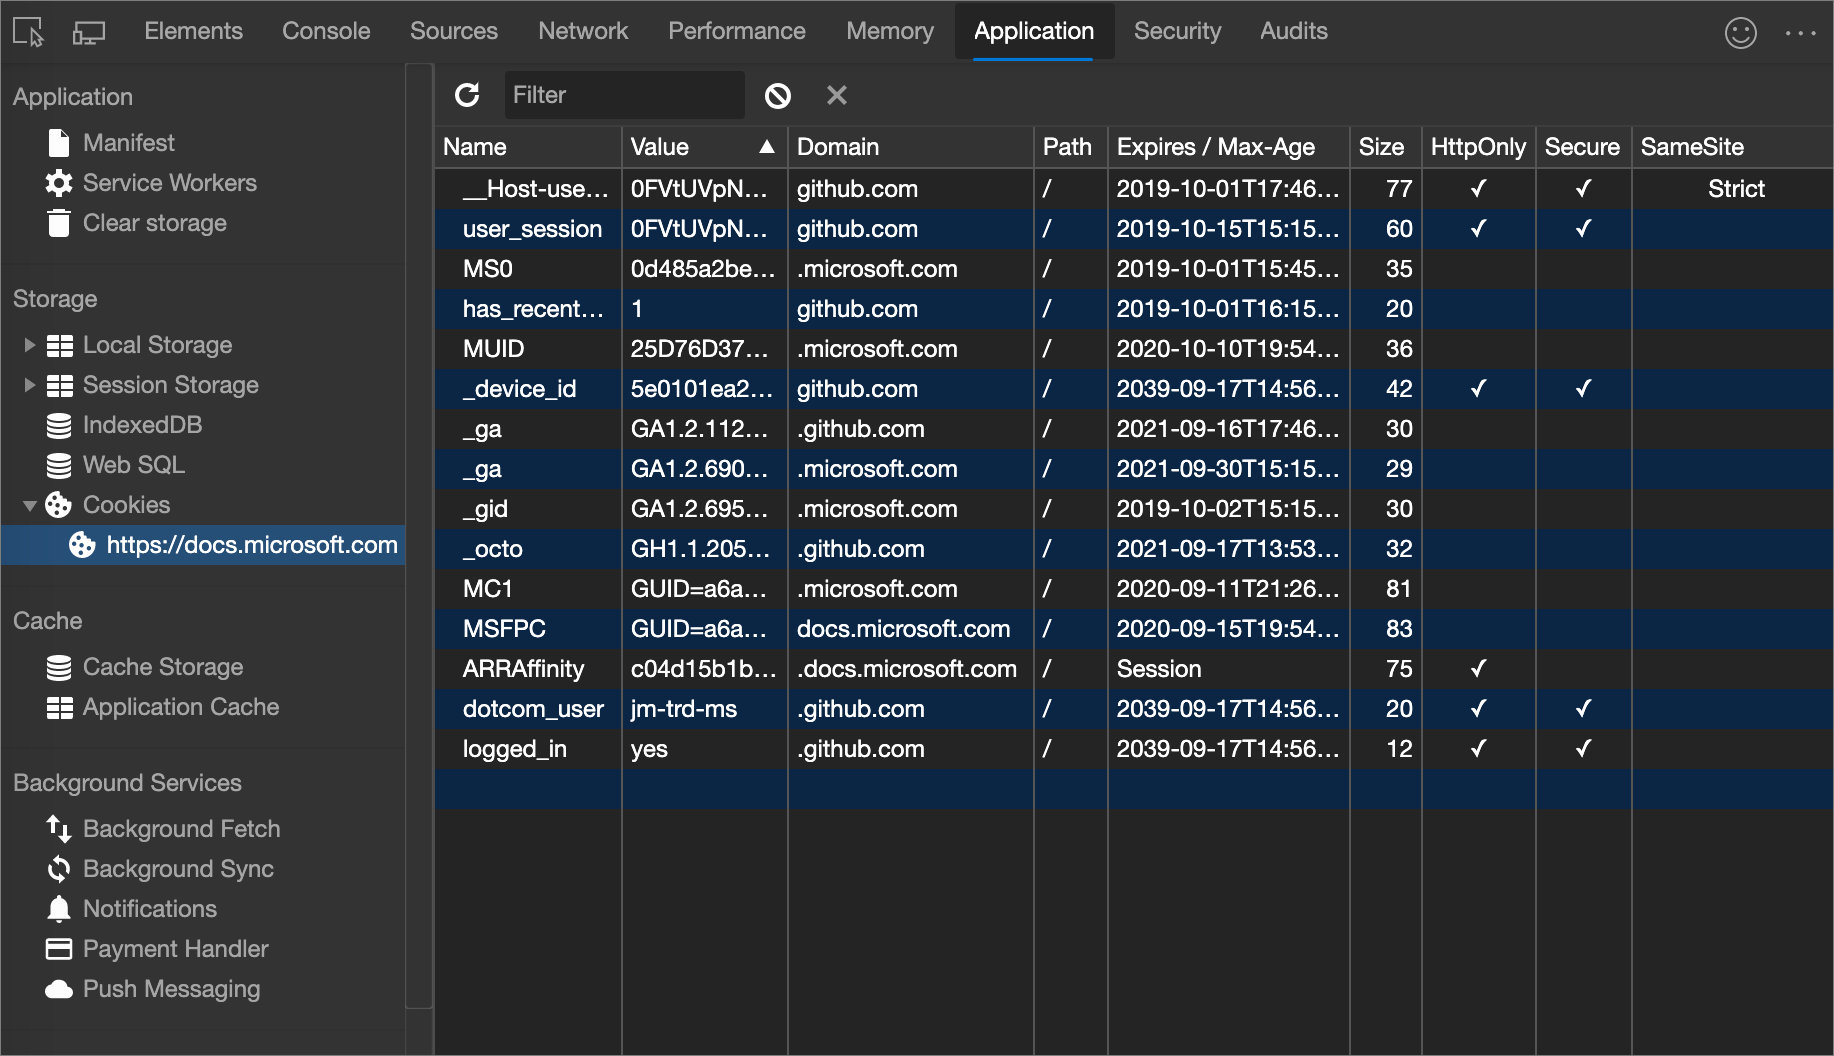 Elements Console Sources Network Performance Memory Application Security Audits
Application
Manifest
Service Workers
Clear storage
Storage
Local Storage
Session Storage
IndexedDB
Web SQL
Cookies
https://docs.microsoft.com
Cache
Cache Storage
Application Cache
Background Services
Background Fetch
Background Sync
Notifications
Payment Handler
Push Messaging
Filter
Name Value ▲ Domain Path Expires / Max-Age Size HttpOnly Secure SameSite
__Host-use… 0FVtUVpN… github.com / 2019-10-01T17:46… 77 ✓ ✓ Strict
user_session 0FVtUVpN… github.com / 2019-10-15T15:15… 60 ✓ ✓
MS0 0d485a2be… .microsoft.com / 2019-10-01T15:45… 35
has_recent… 1 github.com / 2019-10-01T16:15… 20
MUID 25D76D37… .microsoft.com / 2020-10-10T19:54… 36
_device_id 5e0101ea2… github.com / 2039-09-17T14:56… 42 ✓ ✓
_ga GA1.2.112… .github.com / 2021-09-16T17:46… 30
_ga GA1.2.690… .microsoft.com / 2021-09-30T15:15… 29
_gid GA1.2.695… .microsoft.com / 2019-10-02T15:15… 30
_octo GH1.1.205… .github.com / 2021-09-17T13:53… 32
MC1 GUID=a6a… .microsoft.com / 2020-09-11T21:26… 81
MSFPC GUID=a6a… docs.microsoft.com / 2020-09-15T19:54… 83
ARRAffinity c04d15b1b… .docs.microsoft.com / Session 75 ✓
dotcom_user jm-trd-ms .github.com / 2039-09-17T14:56… 20 ✓ ✓
logged_in yes .github.com / 2039-09-17T14:56… 12 ✓ ✓